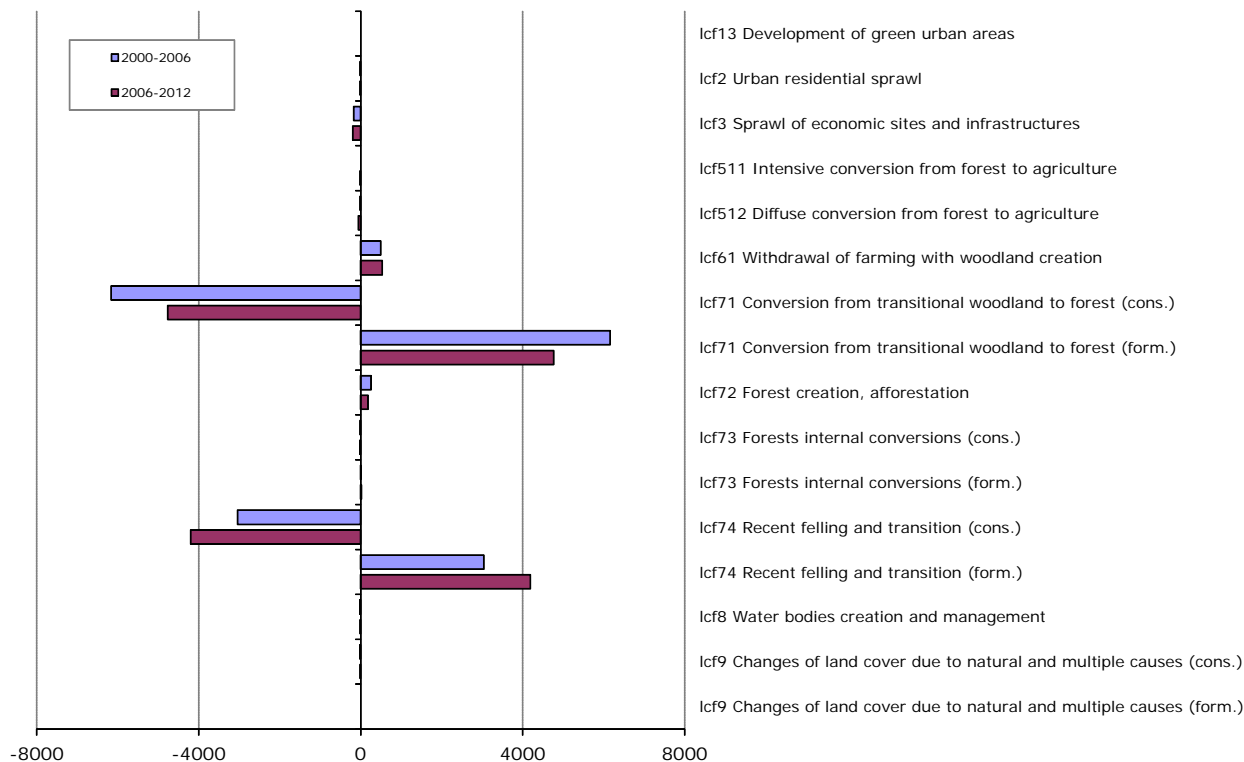 2000-2006
2006-2012
lcf13 Development of green urban areas
lcf2 Urban residential sprawl
lcf3 Sprawl of economic sites and infrastructures
lcf511 Intensive conversion from forest to agriculture
lcf512 Diffuse conversion from forest to agriculture
lcf61 Withdrawal of farming with woodland creation
lcf71 Conversion from transitional woodland to forest (cons.)
lcf71 Conversion from transitional woodland to forest (form.)
lcf72 Forest creation, afforestation
lcf73 Forests internal conversions (cons.)
lcf73 Forests internal conversions (form.)
lcf74 Recent felling and transition (cons.)
lcf74 Recent felling and transition (form.)
lcf8 Water bodies creation and management
lcf9 Changes of land cover due to natural and multiple causes (cons.)
lcf9 Changes of land cover due to natural and multiple causes (form.)
-8000 -4000 0 4000 8000